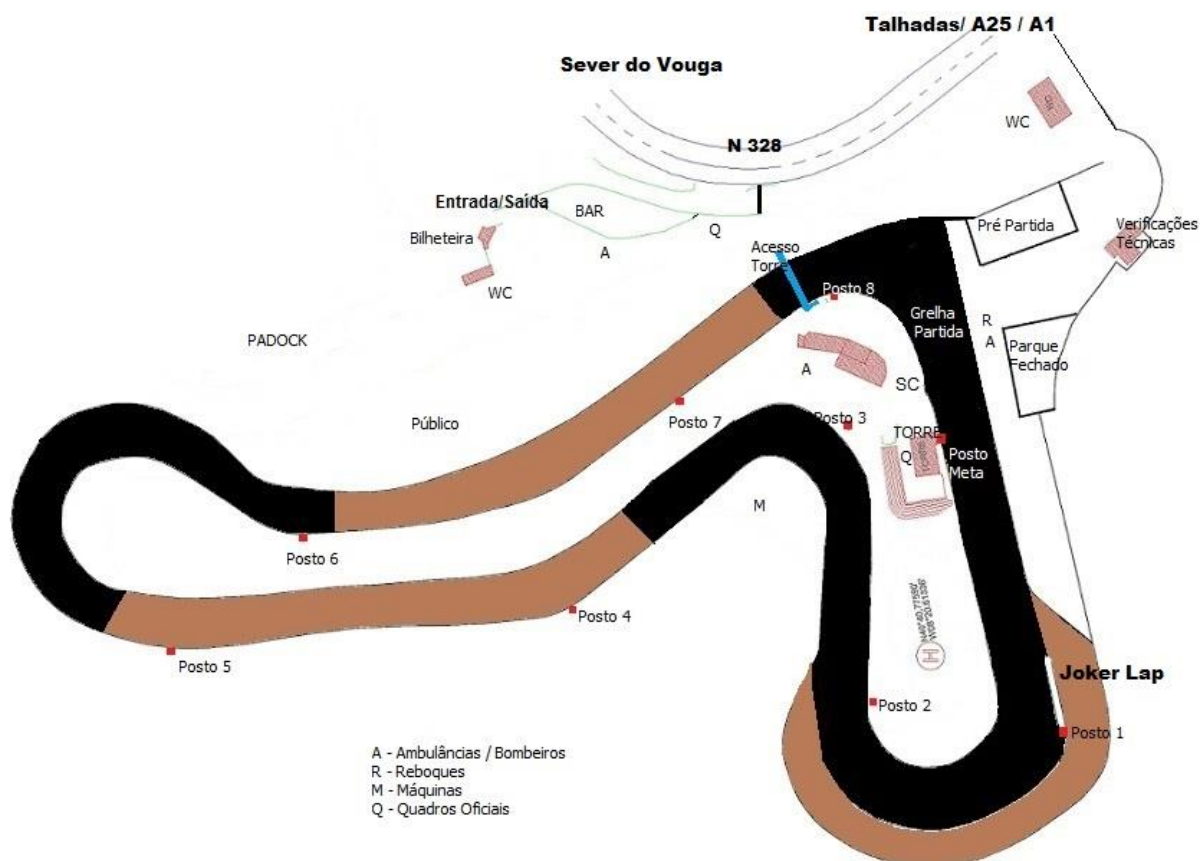 Talhadas/ A25 / A1
Sever do Vouga
WC
N 328
Entrada/Saída
BAR
Bilheteira
Q
A
Pré Partida
Verificações
Técnicas
Acesso
Torre
WC
Posto 8
Grelha
Partida
R
A
PADOCK
Parque
Fechado
A
SC
Público
Posto 7
Posto 3
TORRE
Q
Posto
Meta
M
Posto 6
Posto 4
H
Posto 5
Joker Lap
Posto 2
Posto 1
A - Ambulâncias / Bombeiros
R - Reboques
M - Máquinas
Q - Quadros Oficiais